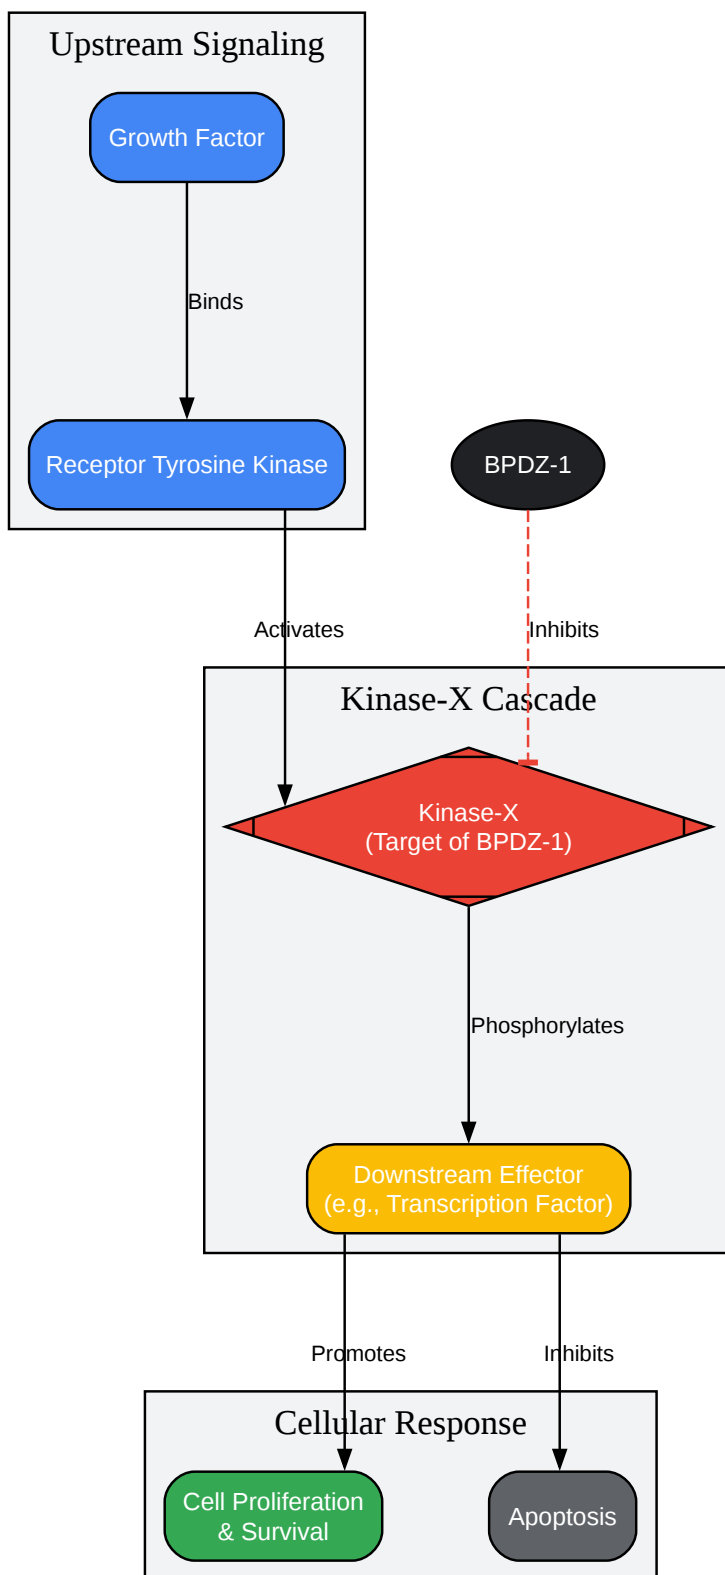 Upstream Signaling
Growth Factor
Binds
Receptor Tyrosine Kinase
BPDZ-1
Activates
Inhibits
Kinase-X Cascade
Kinase-X
(Target of BPDZ-1)
Phosphorylates
Downstream Effector
(e.g., Transcription Factor)
Promotes
Inhibits
Cellular Response
Cell Proliferation
& Survival
Apoptosis